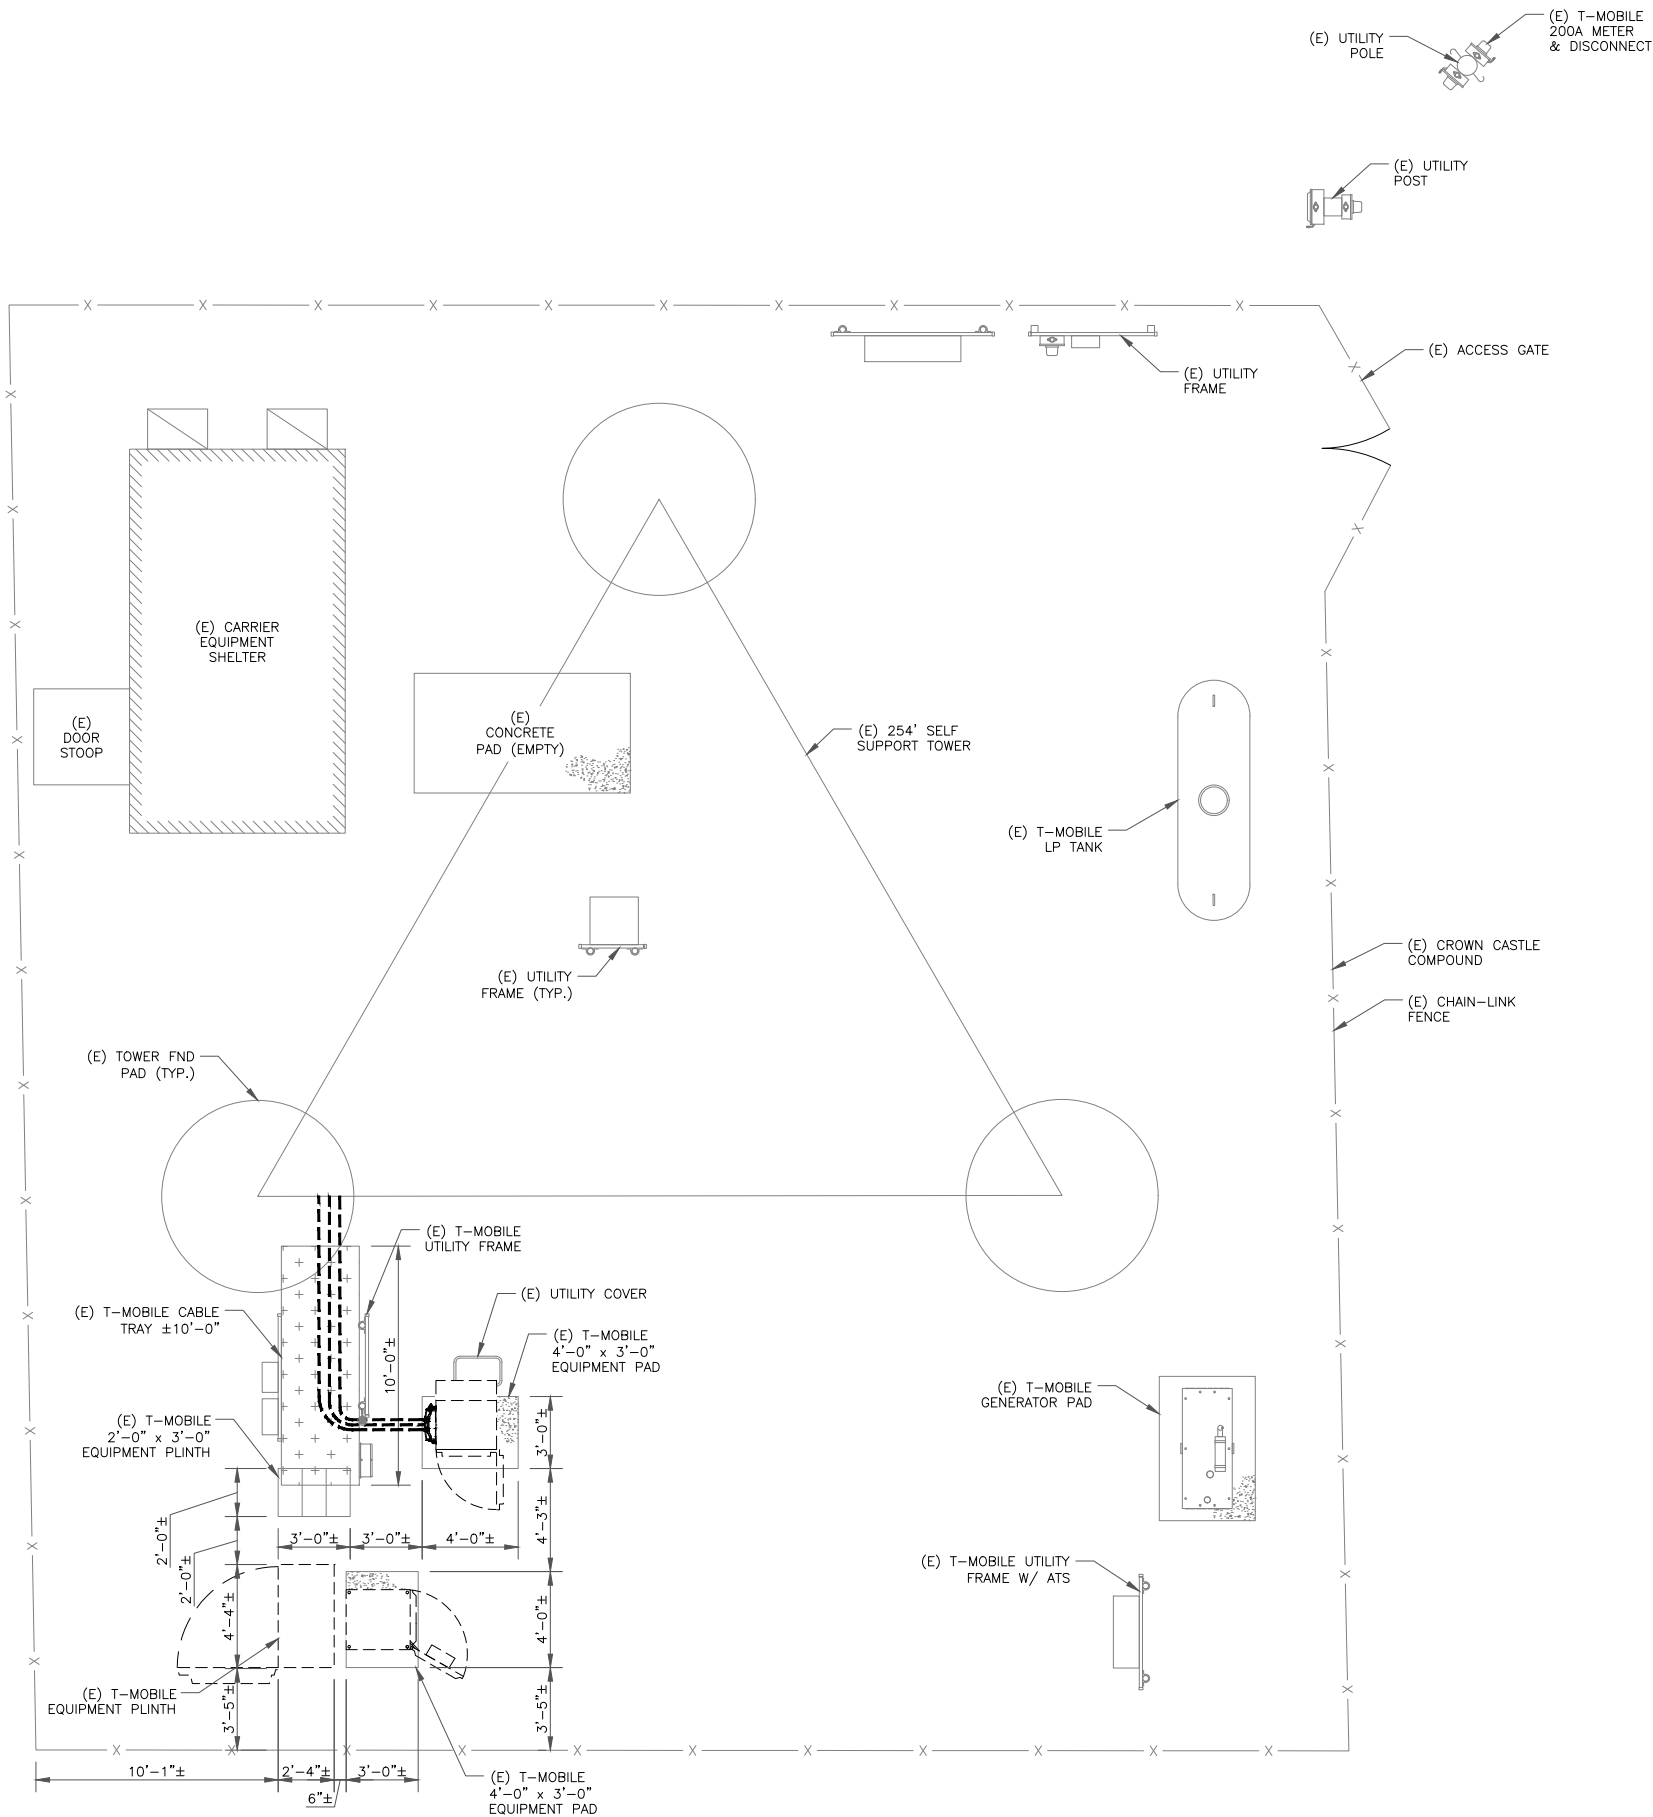 (E) T-MOBILE
200A METER
& DISCONNECT
(E) UTILITY
POLE
(E) UTILITY
POST
(E) ACCESS GATE
(E) UTILITY
FRAME
(E) CARRIER
EQUIPMENT
SHELTER
(E)
DOOR
STOOP
(E)
CONCRETE
PAD (EMPTY)
(E) 254' SELF
SUPPORT TOWER
(E) T-MOBILE
LP TANK
(E) UTILITY
FRAME (TYP.)
(E) CROWN CASTLE
COMPOUND
(E) CHAIN-LINK
FENCE
(E) TOWER FND
PAD (TYP.)
(E) T-MOBILE
UTILITY FRAME
(E) UTILITY COVER
(E) T-MOBILE CABLE
TRAY ±10'-0"
10'-0"±
(E) T-MOBILE
4'-0" x 3'-0"
EQUIPMENT PAD
(E) T-MOBILE
GENERATOR PAD
(E) T-MOBILE
2'-0" x 3'-0"
EQUIPMENT PLINTH
3'-0"±
2'-0"±
3'-0"±
3'-0"±
4'-0"±
4'-3"±
2'-0"±
(E) T-MOBILE UTILITY
FRAME W/ ATS
4'-4"±
4'-0"±
(E) T-MOBILE
EQUIPMENT PLINTH
3'-5"±
3'-5"±
10'-1"±
2'-4"±
3'-0"±
6"±
(E) T-MOBILE
4'-0" x 3'-0"
EQUIPMENT PAD